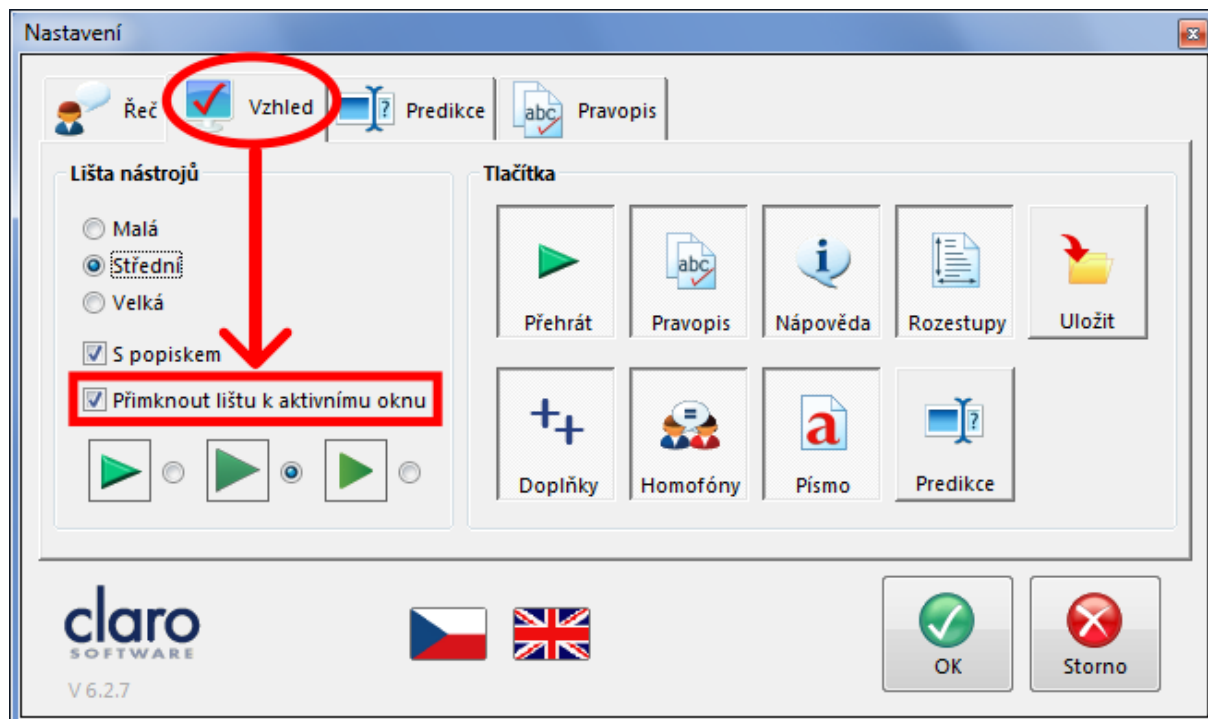 Nastavení
Řeč
Vzhled
Predikce
Pravopis
Lišta nástrojů
Malá
Střední
Velká
S popiskem
Přimknout lištu k aktivnímu oknu
Tlačítka
Přehrát
abc
Pravopis
Nápověda
Rozestupy
Uložit
Doplňky
Homofóny
a
Písmo
Predikce
claro
SOFTWARE
V 6.2.7
OK
Storno